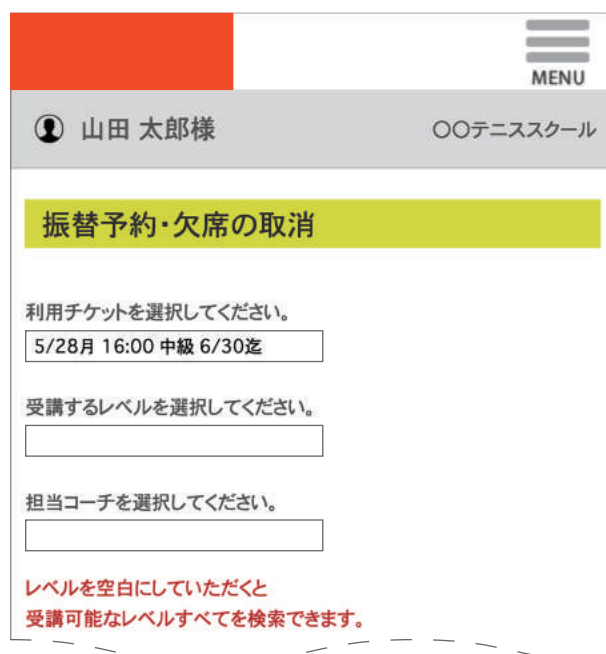 MENU
山田 太郎様
〇〇テニススクール
振替予約・欠席の取消
利用チケットを選択してください。
5/28月 16:00 中級 6/30迄
受講するレベルを選択してください。
担当コーチを選択してください。
レベルを空白にしていただくと
受講可能なレベルすべてを検索できます。